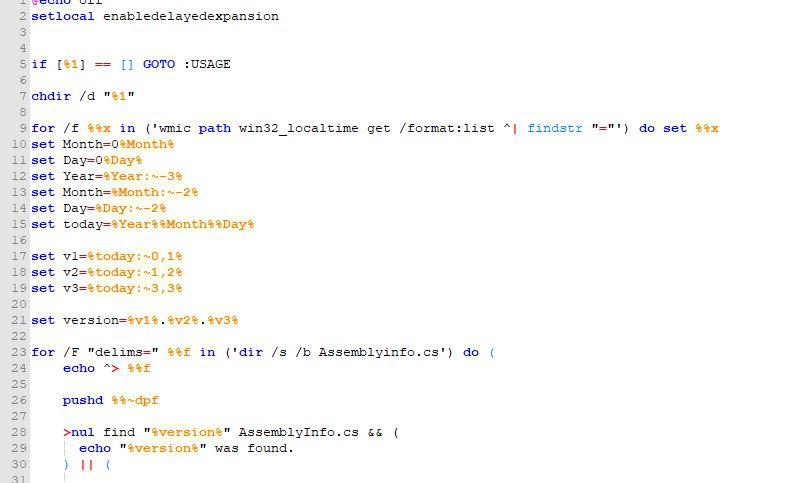 1 @echo off
2 setlocal enabledelayedexpansion
3
4
5 if [%1] == [] GOTO :USAGE
6
7 chdir /d "%1"
8
9 for /f %%x in ('wmic path win32_localtime get /format:list ^| findstr "="') do set %%x
10 set Month=0%Month%
11 set Day=0%Day%
12 set Year=%Year:~-3%
13 set Month=%Month:~-2%
14 set Day=%Day:~-2%
15 set today=%Year%%Month%%Day%
16
17 set v1=%today:~0,1%
18 set v2=%today:~1,2%
19 set v3=%today:~3,3%
20
21 set version=%v1%.%v2%.%v3%
22
23 for /F "delims=" %%f in ('dir /s /b Assemblyinfo.cs') do (
24 echo ^> %%f
25
26 pushd %%~dpf
27
28 >nul find "%version%" AssemblyInfo.cs && (
29 echo "%version%" was found.
30 ) || (
31